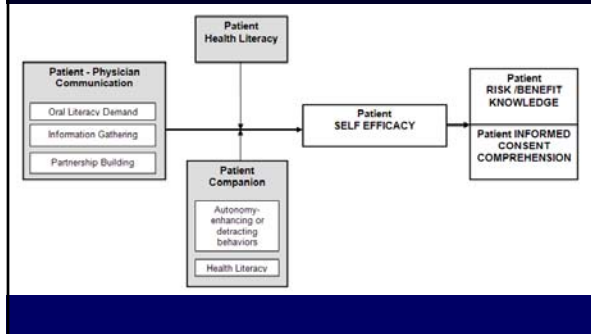 Patient
Health Literacy
Patient - Physician
Communication
Oral Literacy Demand
Information Gathering
Partnership Building
Patient
SELF EFFICACY
Patient
RISK /BENEFIT
KNOWLEDGE
Patient INFORMED
CONSENT
COMPREHENSION
Patient
Companion
Autonomy-
enhancing or
detracting
behaviors
Health Literacy